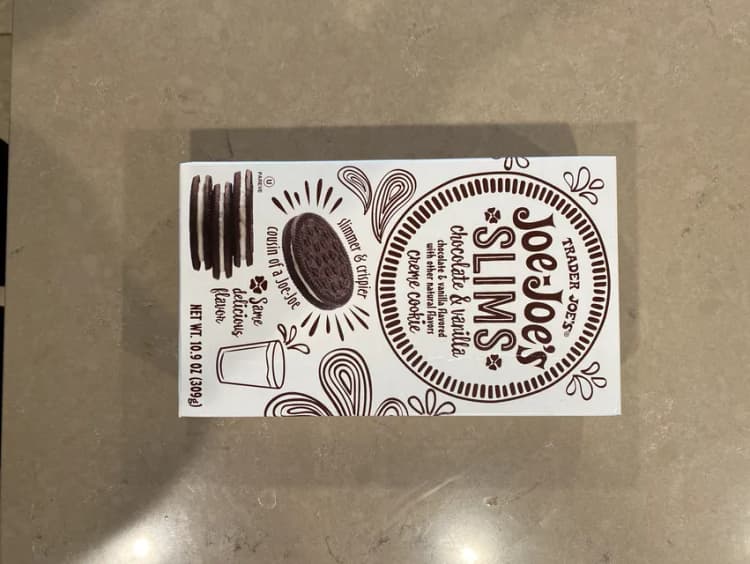 TRADER JOE'S®
JOE-JOE'S
SLIMS
chocolate & vanilla
chocolate & vanilla flavored
with other natural flavors
creme cookie
slimmer & crispier
cousin of a Joe-Joe
Same
delicious
flavor
U
PAREVE
NET WT. 10.9 OZ (309g)